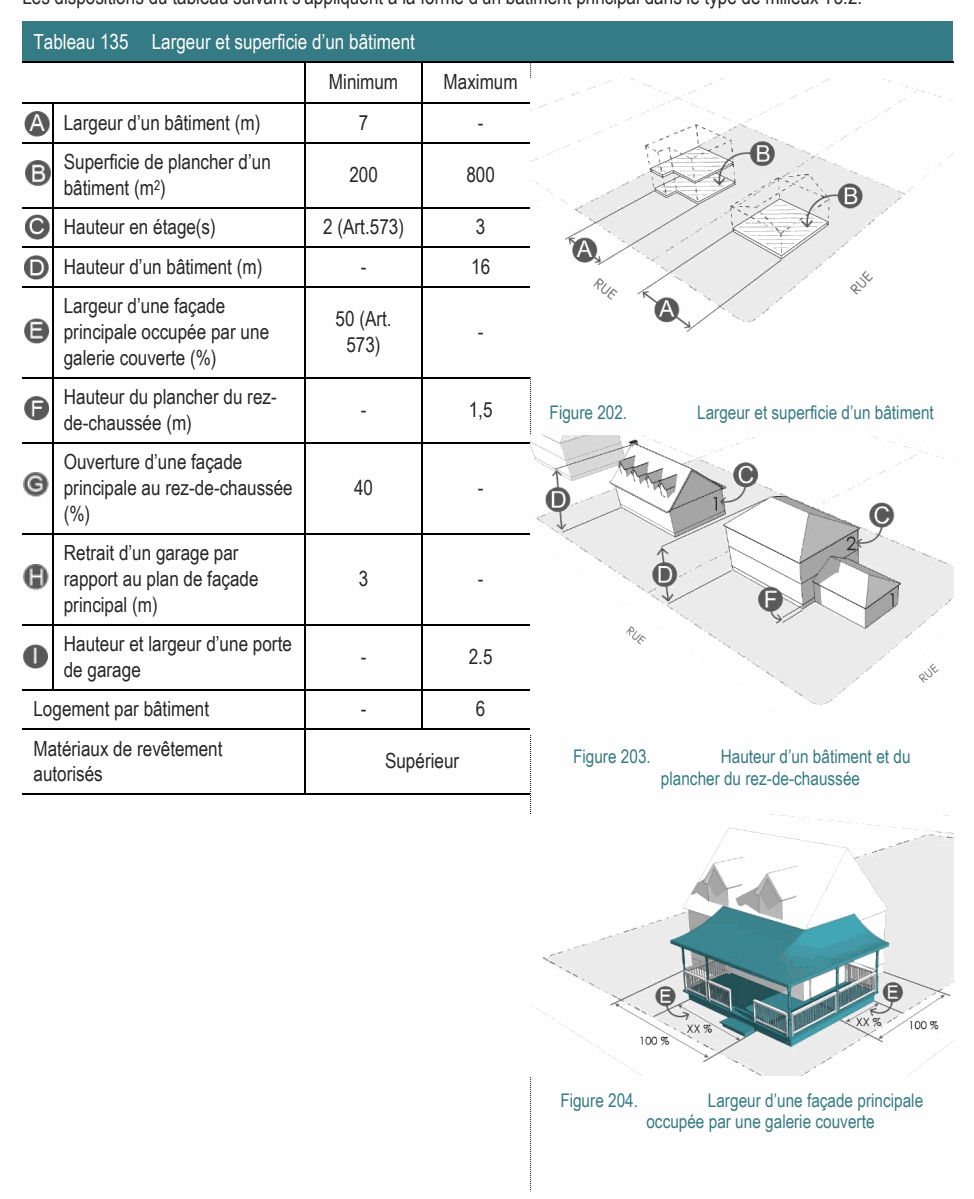 Les dispositions du tableau suivant s'appliquent à la forme d'un bâtiment principal dans le type de milieux T3.2.
Tableau 135 Largeur et superficie d'un bâtiment
Minimum Maximum
A Largeur d'un bâtiment (m) 7 -
B Superficie de plancher d'un
bâtiment (m2) 200 800
C Hauteur en étage(s) 2 (Art.573) 3
D Hauteur d'un bâtiment (m) - 16
E Largeur d'une façade
principale occupée par une
galerie couverte (%)
50 (Art.
573)
-
F Hauteur du plancher du rez-
de-chaussée (m) - 1,5
G Ouverture d'une façade
principale au rez-de-chaussée
(%)
40 -
H Retrait d'un garage par
rapport au plan de façade
principal (m)
3 -
I Hauteur et largeur d'une porte
de garage - 2.5
Logement par bâtiment - 6
Matériaux de revêtement
autorisés
Supérieur
B
B
A
RUE
RUE
A
Figure 202. Largeur et superficie d'un bâtiment
C
D
1
C
2
D
F
1
RUE
RUE
Figure 203. Hauteur d'un bâtiment et du
plancher du rez-de-chaussée
E
E
XX %
XX %
100 %
100 %
Figure 204. Largeur d'une façade principale
occupée par une galerie couverte